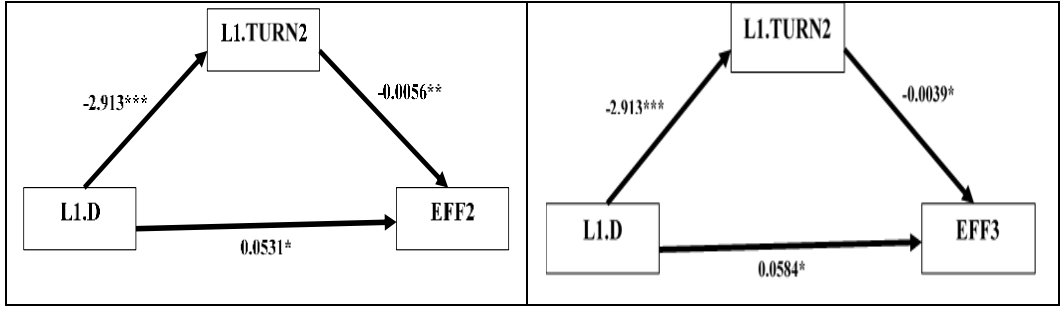 L1.TURN2
-2.913***
-0.0056**
L1.D
EFF2
0.0531*
L1.TURN2
-2.913***
-0.0039*
L1.D
EFF3
0.0584*